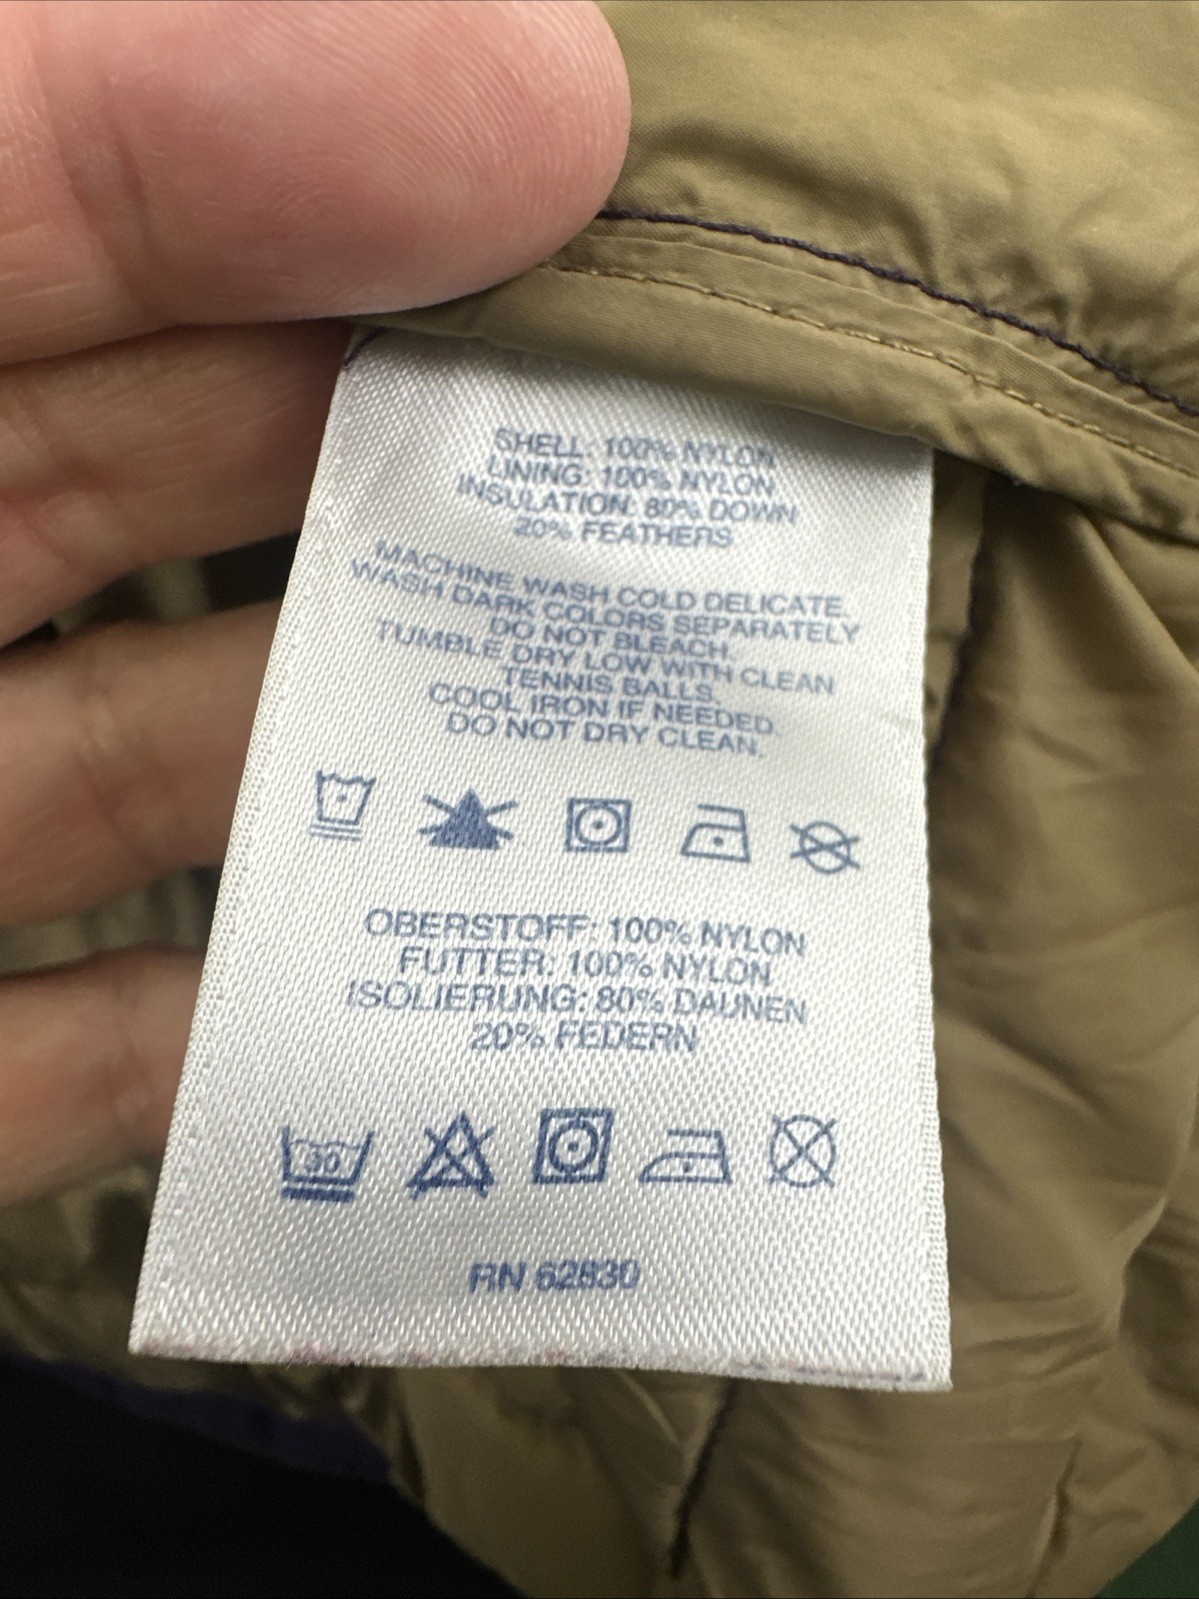 SHELL: 100% NYLON
LINING: 100% NYLON
INSULATION: 80% DOWN
20% FEATHERS
MACHINE WASH COLD DELICATE.
WASH DARK COLORS SEPARATELY
DO NOT BLEACH.
TUMBLE DRY LOW WITH CLEAN
TENNIS BALLS.
COOL IRON IF NEEDED.
DO NOT DRY CLEAN.
OBERSTOFF: 100% NYLON
FUTTER: 100% NYLON
ISOLIERUNG: 80% DAUNEN
20% FEDERN
30
RN 62830